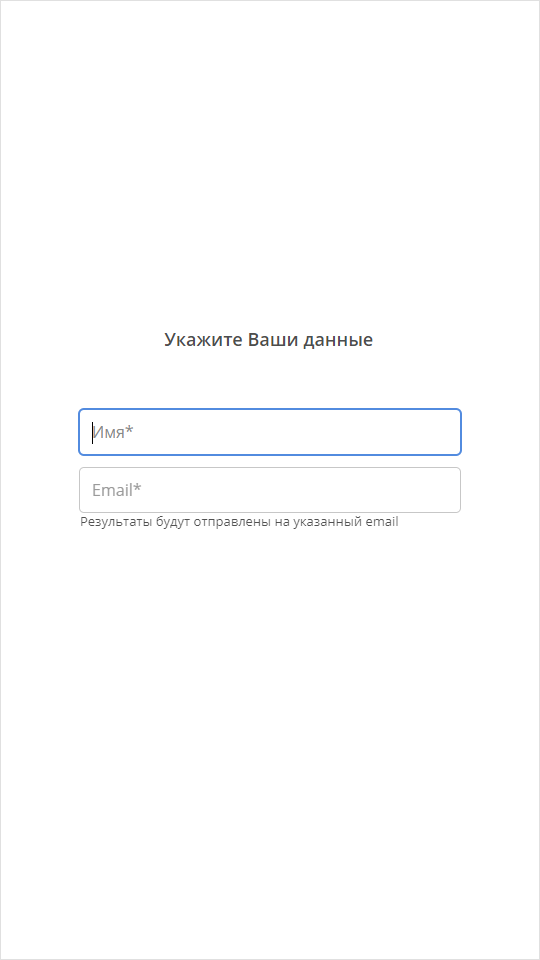 Укажите Ваши данные
Имя*
Email*
Результаты будут отправлены на указанный email